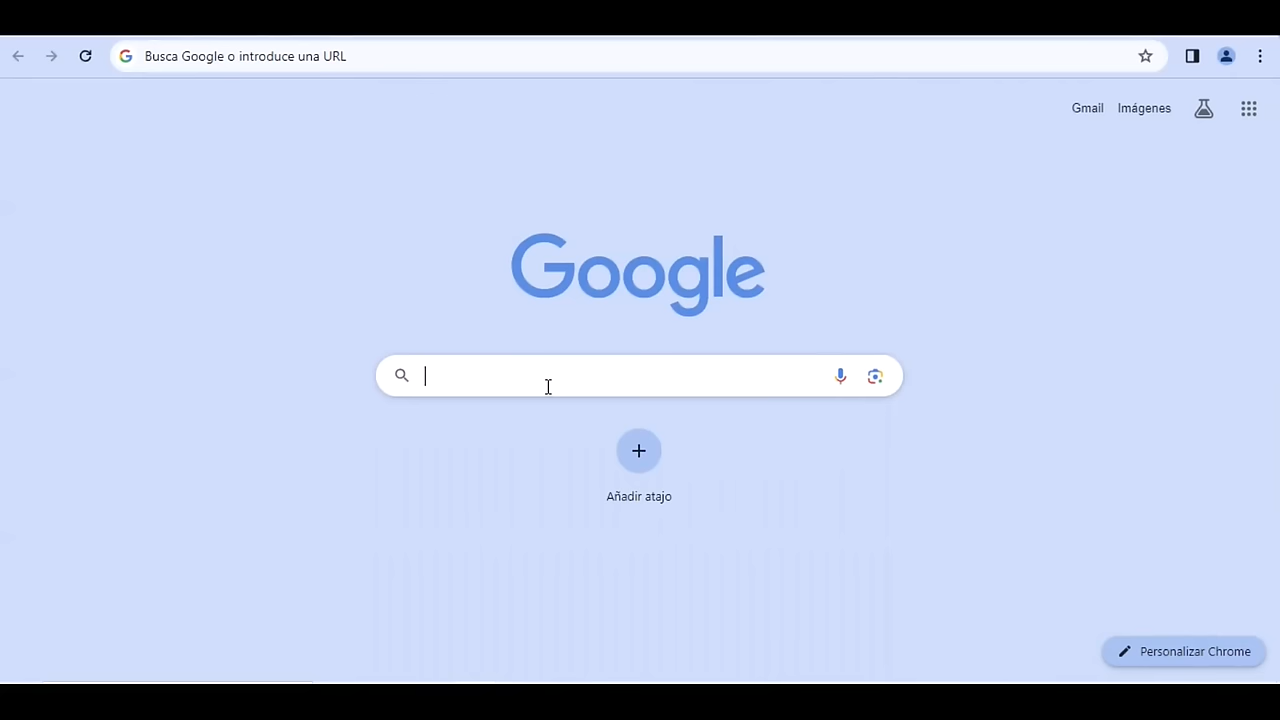 Busca Google o introduce una URL
Gmail Imágenes
Google
Añadir atajo
Personalizar Chrome